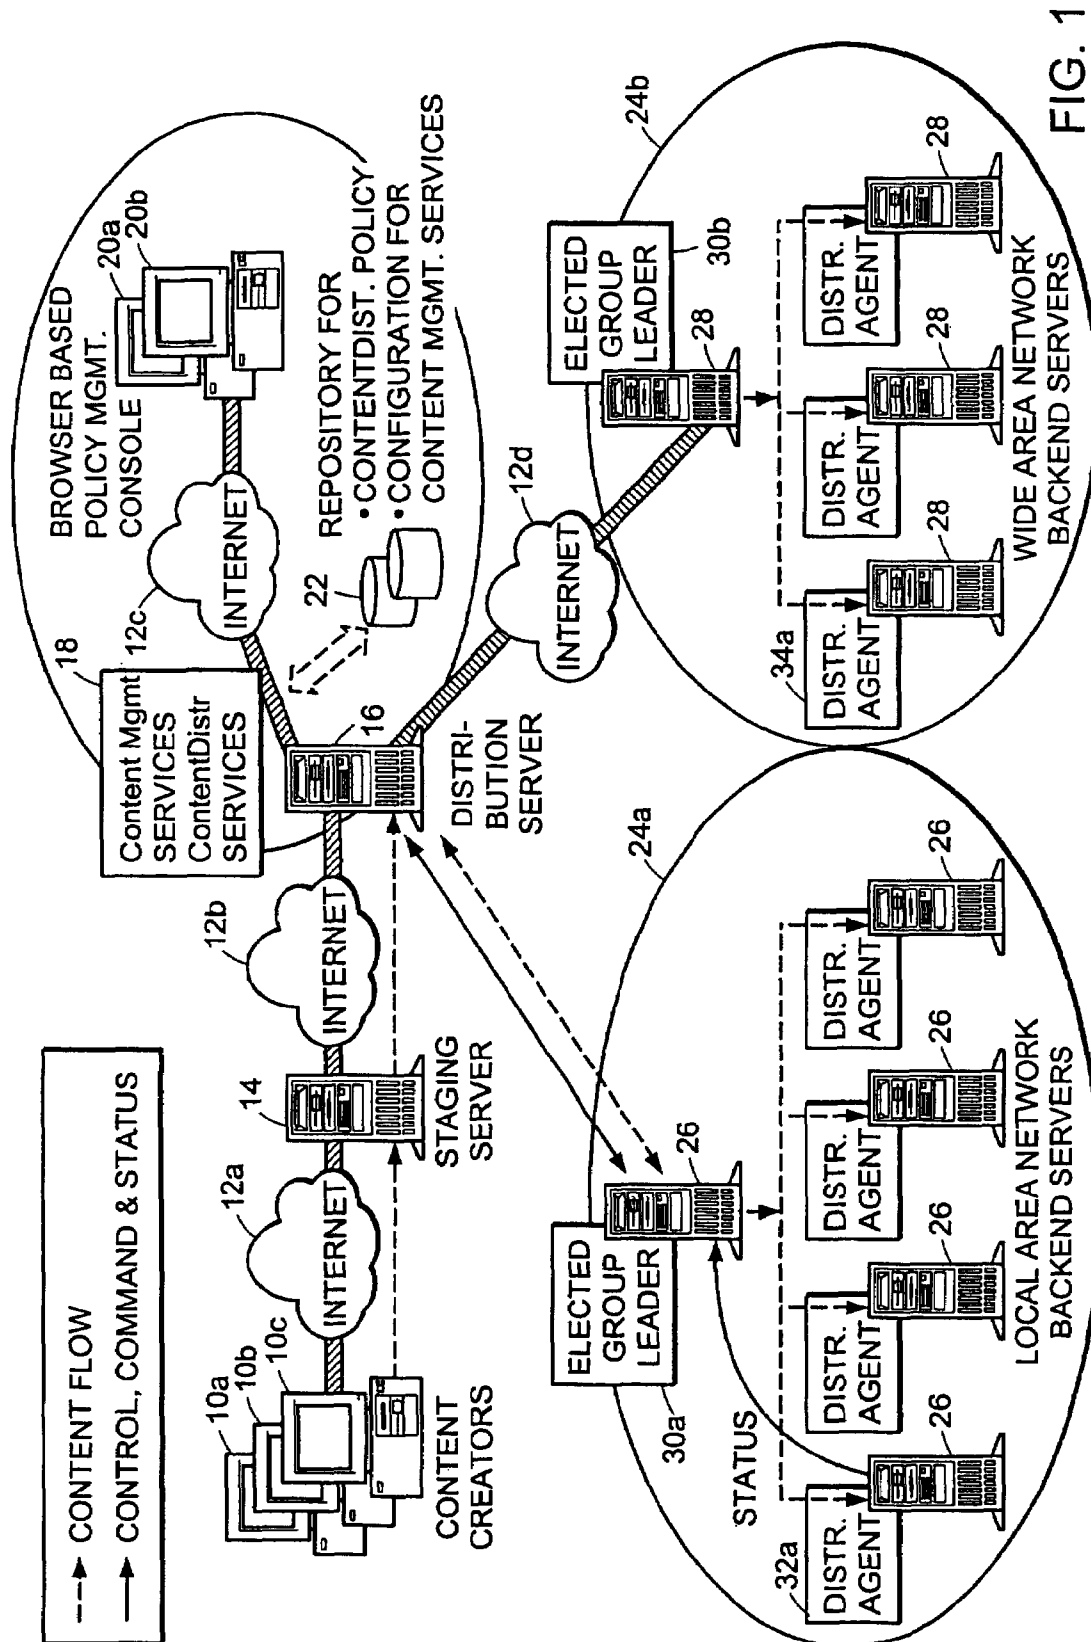 CONTENT FLOW
CONTROL, COMMAND & STATUS
10a
10b
10c
CONTENT
CREATORS
12a
INTERNET
14
STAGING
SERVER
12b
INTERNET
18
Content Mgmt
SERVICES
ContentDistr
SERVICES
16
DISTRI-
BUTION
SERVER
12c
INTERNET
BROWSER BASED
POLICY MGMT.
CONSOLE
20a
20b
22
REPOSITORY FOR
• CONTENTDIST. POLICY
• CONFIGURATION FOR
CONTENT MGMT. SERVICES
12d
INTERNET
24a
ELECTED
GROUP
LEADER
30a
26
STATUS
32a
DISTR.
AGENT
26
DISTR.
AGENT
26
DISTR.
AGENT
26
DISTR.
AGENT
26
LOCAL AREA NETWORK
BACKEND SERVERS
24b
ELECTED
GROUP
LEADER
30b
28
34a
DISTR.
AGENT
28
DISTR.
AGENT
28
DISTR.
AGENT
28
WIDE AREA NETWORK
BACKEND SERVERS
FIG. 1